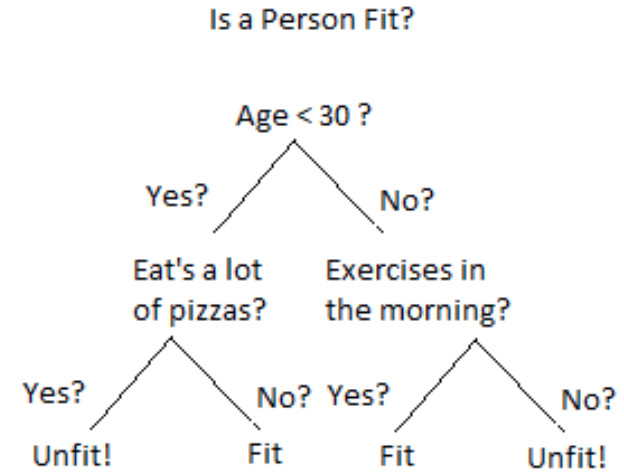 Is a Person Fit?
Age < 30 ?
Yes?
No?
Eat's a lot
of pizzas?
Exercises in
the morning?
Yes?
No?
Yes?
No?
Unfit!
Fit
Fit
Unfit!